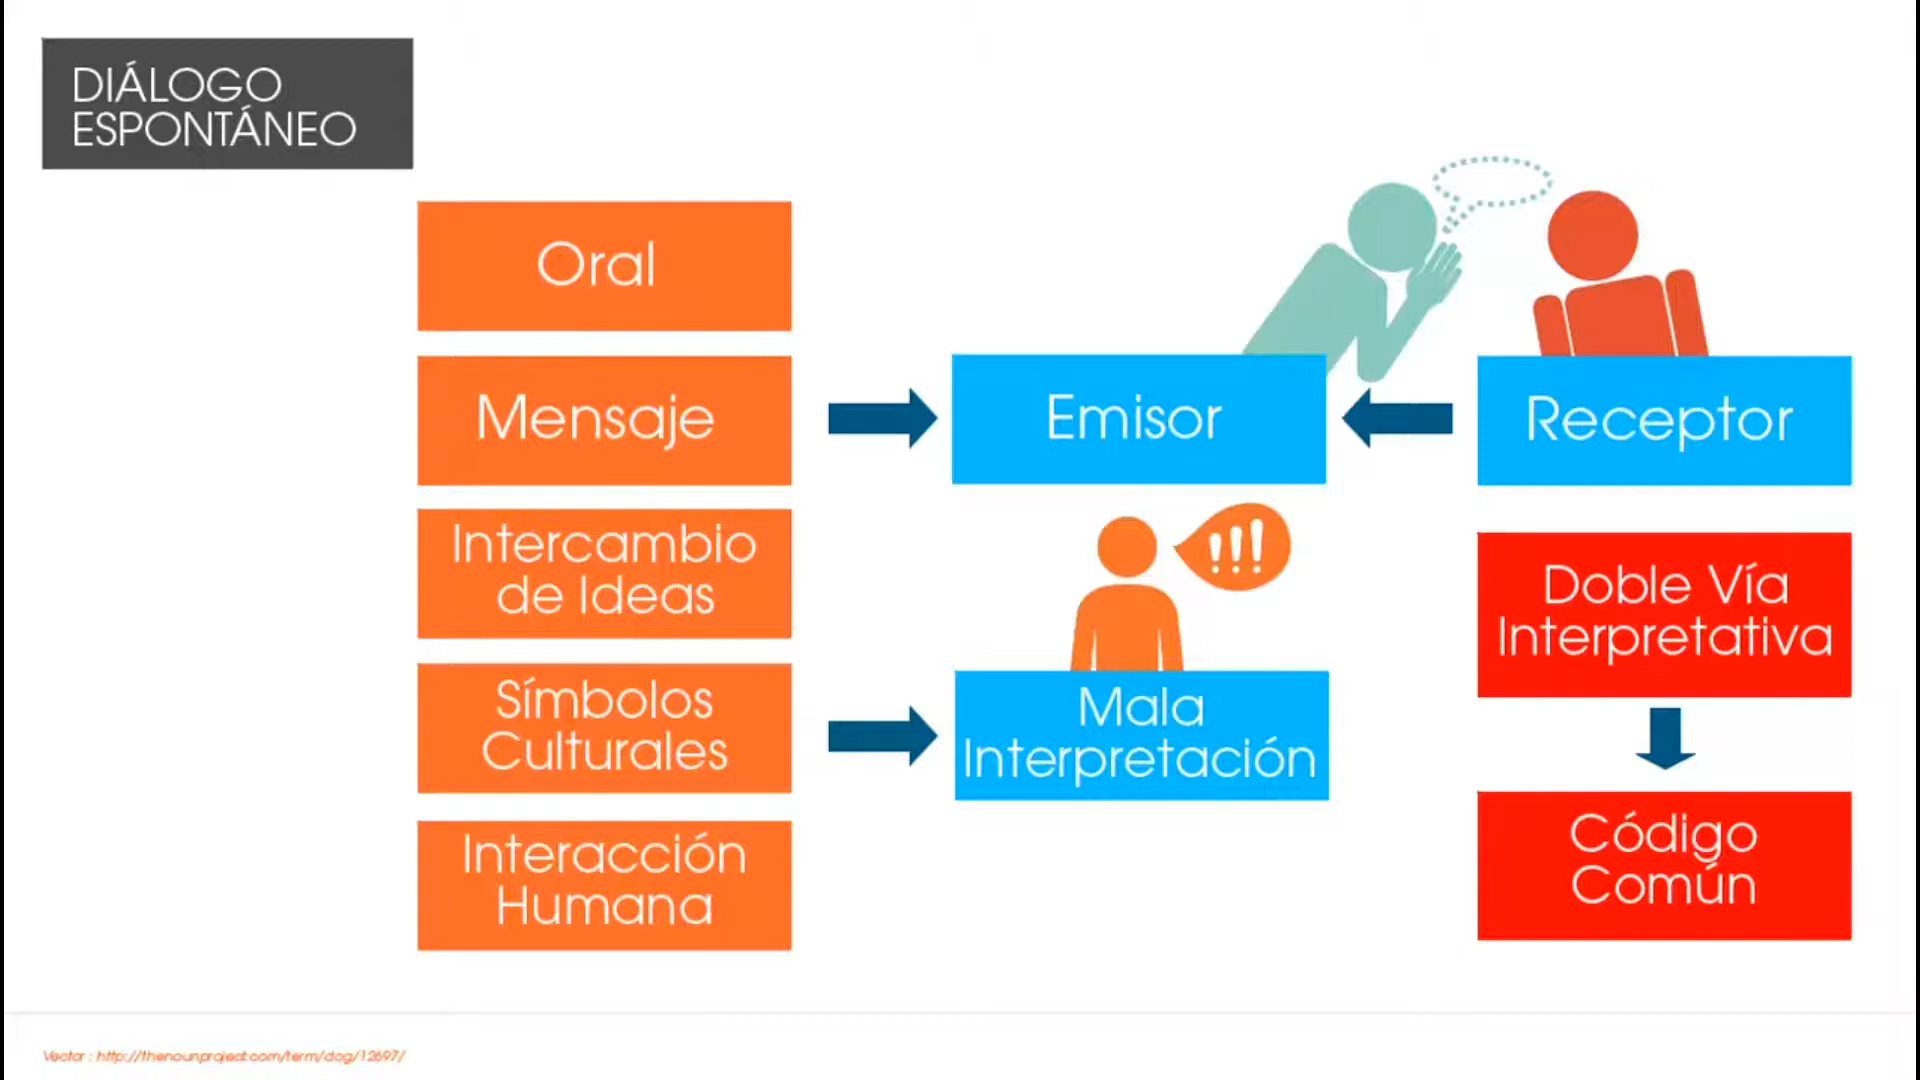 DIÁLOGO
ESPONTÁNEO
Oral
Mensaje
Emisor
Receptor
Intercambio
de Ideas
!!!
Doble Vía
Interpretativa
Símbolos
Culturales
Mala
Interpretación
Código
Común
Interacción
Humana
Vector : http://thenounproject.com/term/dog/12697/